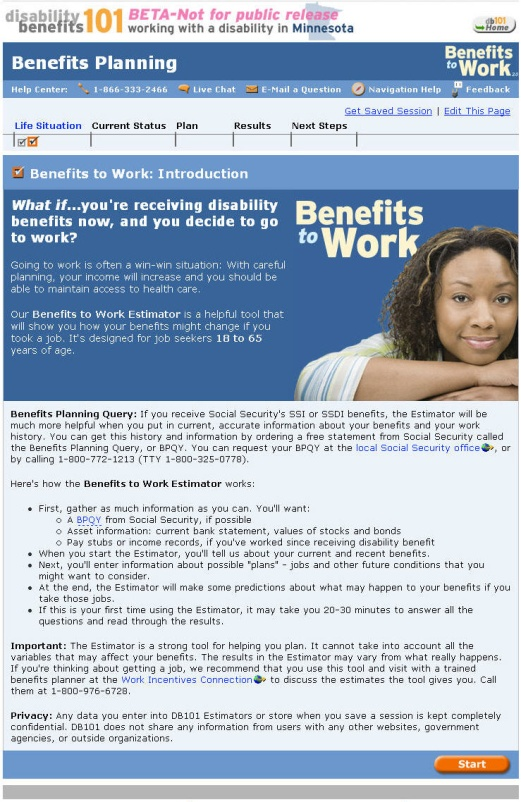 disability benefits 101 BETA-Not for public release
working with a disability in Minnesota
db101 Home
Benefits Planning
Benefits to Work 2.0
Help Center: 1-866-333-2466 Live Chat E-Mail a Question Navigation Help Feedback
Get Saved Session | Edit This Page
Life Situation Current Status Plan Results Next Steps
Benefits to Work: Introduction
What if...you're receiving disability
benefits now, and you decide to go
to work?
Going to work is often a win-win situation: With careful
planning, your income will increase and you should be
able to maintain access to health care.
Our Benefits to Work Estimator is a helpful tool that
will show you how your benefits might change if you
took a job. It's designed for job seekers 18 to 65
years of age.
Benefits
to Work
Benefits Planning Query: If you receive Social Security's SSI or SSDI benefits, the Estimator will be
much more helpful when you put in current, accurate information about your benefits and your work
history. You can get this history and information by ordering a free statement from Social Security called
the Benefits Planning Query, or BPQY. You can request your BPQY at the local Social Security office, or
by calling 1-800-772-1213 (TTY 1-800-325-0778).
Here's how the Benefits to Work Estimator works:
• First, gather as much information as you can. You'll want:
o A BPQY from Social Security, if possible
o Asset information: current bank statement, values of stocks and bonds
o Pay stubs or income records, if you've worked since receiving disability benefit
• When you start the Estimator, you'll tell us about your current and recent benefits.
• Next, you'll enter information about possible "plans" - jobs and other future conditions that you
might want to consider.
• At the end, the Estimator will make some predictions about what may happen to your benefits if you
take those jobs.
• If this is your first time using the Estimator, it may take you 20-30 minutes to answer all the
questions and read through the results.
Important: The Estimator is a strong tool for helping you plan. It cannot take into account all the
variables that may affect your benefits. The results in the Estimator may vary from what really happens.
If you're thinking about getting a job, we recommend that you use this tool and visit with a trained
benefits planner at the Work Incentives Connection to discuss the estimates the tool gives you. Call
them at 1-800-976-6728.
Privacy: Any data you enter into DB101 Estimators or store when you save a session is kept completely
confidential. DB101 does not share any information from users with any other websites, government
agencies, or outside organizations.
Start